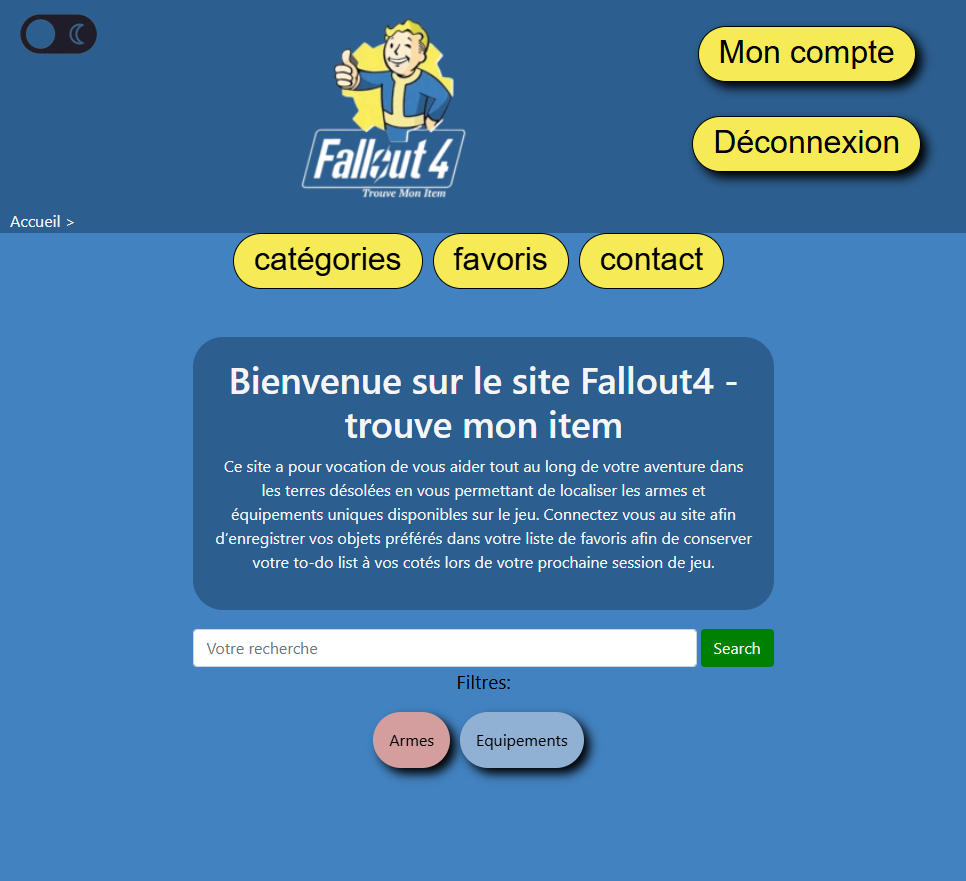 Mon compte
Fallout 4
Trouve Mon Item
Déconnexion
Accueil >
catégories favoris contact
Bienvenue sur le site Fallout4 -
trouve mon item
Ce site a pour vocation de vous aider tout au long de votre aventure dans
les terres désolées en vous permettant de localiser les armes et
équipements uniques disponibles sur le jeu. Connectez vous au site afin
d’enregistrer vos objets préférés dans votre liste de favoris afin de conserver
votre to-do list à vos cotés lors de votre prochaine session de jeu.
Votre recherche Search
Filtres:
Armes Equipements